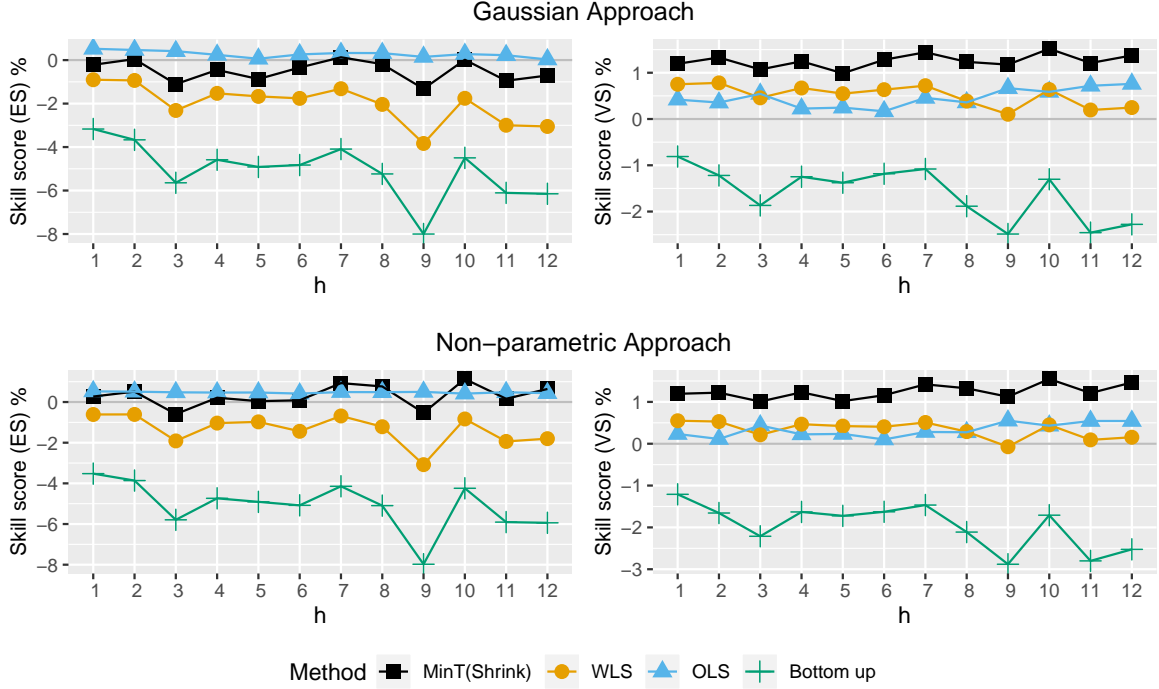 Gaussian Approach
Skill score (ES) %
0
−2
−4
−6
−8
1 2 3 4 5 6 7 8 9 10 11 12
h
Skill score (VS) %
1
0
−1
−2
1 2 3 4 5 6 7 8 9 10 11 12
h
Non−parametric Approach
Skill score (ES) %
0
−2
−4
−6
−8
1 2 3 4 5 6 7 8 9 10 11 12
h
Skill score (VS) %
1
0
−1
−2
−3
1 2 3 4 5 6 7 8 9 10 11 12
h
Method MinT(Shrink) WLS OLS Bottom up